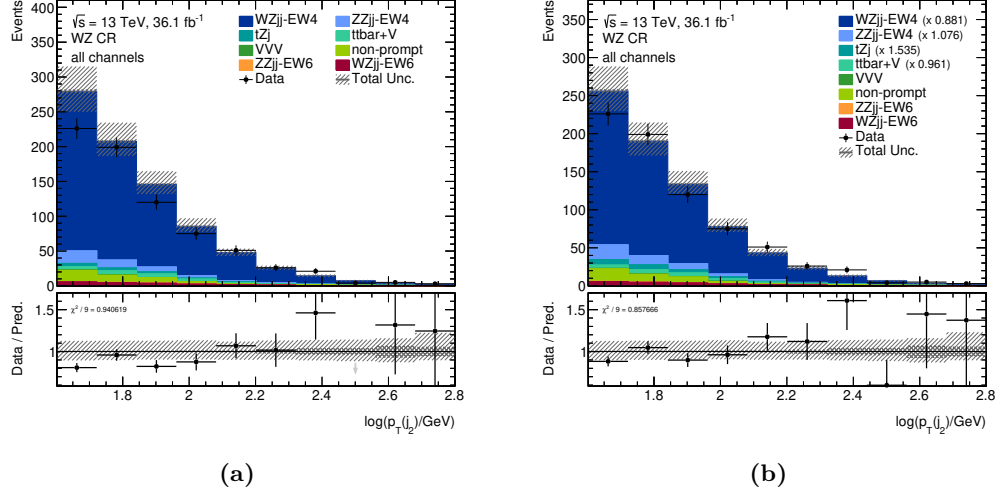 Events
400
350
300
250
200
150
100
50
0
√s = 13 TeV, 36.1 fb⁻¹
WZ CR
all channels
WZjj-EW4
ZZjj-EW4
tZj
ttbar+V
VVV
non-prompt
ZZjj-EW6
WZjj-EW6
Data
Total Unc.
Data / Pred.
1.5
1
χ² / 9 = 0.940619
1.8 2 2.2 2.4 2.6 2.8
log(p_T(j_2)/GeV)
(a)
Events
350
300
250
200
150
100
50
0
√s = 13 TeV, 36.1 fb⁻¹
WZ CR
all channels
WZjj-EW4 (x 0.881)
ZZjj-EW4 (x 1.076)
tZj (x 1.535)
ttbar+V (x 0.961)
VVV
non-prompt
ZZjj-EW6
WZjj-EW6
Data
Total Unc.
Data / Pred.
1.5
1
χ² / 9 = 0.857666
1.8 2 2.2 2.4 2.6 2.8
log(p_T(j_2)/GeV)
(b)